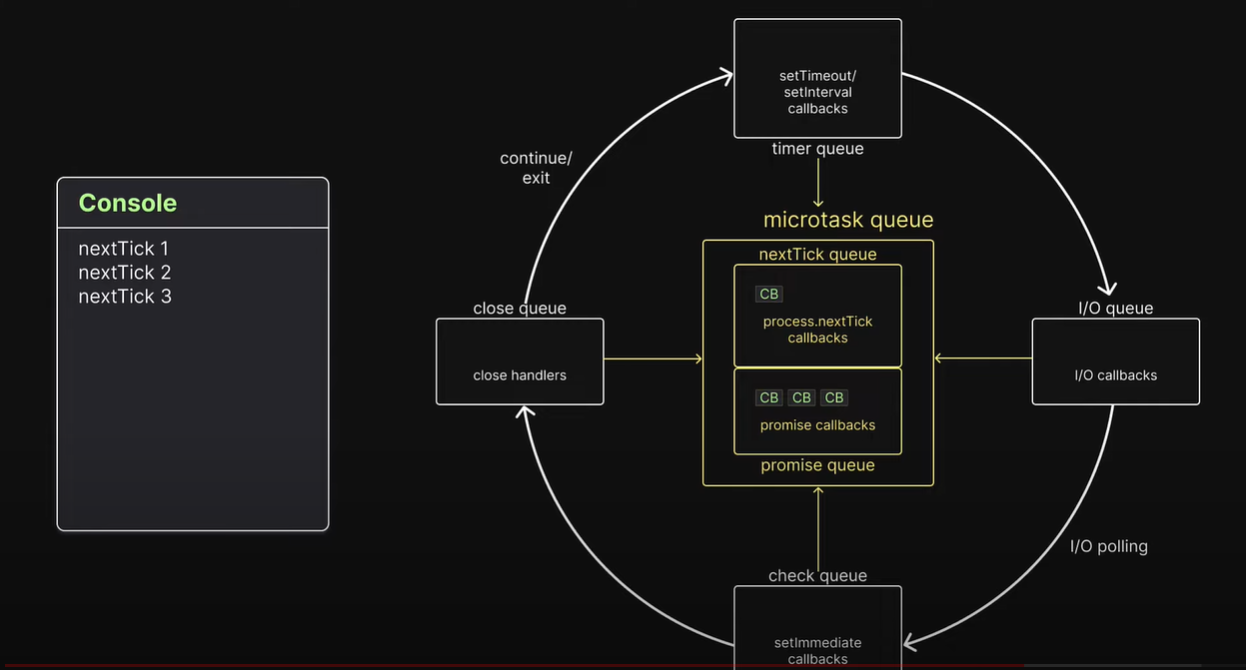 Console
nextTick 1
nextTick 2
nextTick 3
setTimeout/
setInterval
callbacks
timer queue
continue/
exit
microtask queue
nextTick queue
CB
process.nextTick
callbacks
CB CB CB
promise callbacks
promise queue
close queue
close handlers
I/O queue
I/O callbacks
I/O polling
check queue
setImmediate
callbacks